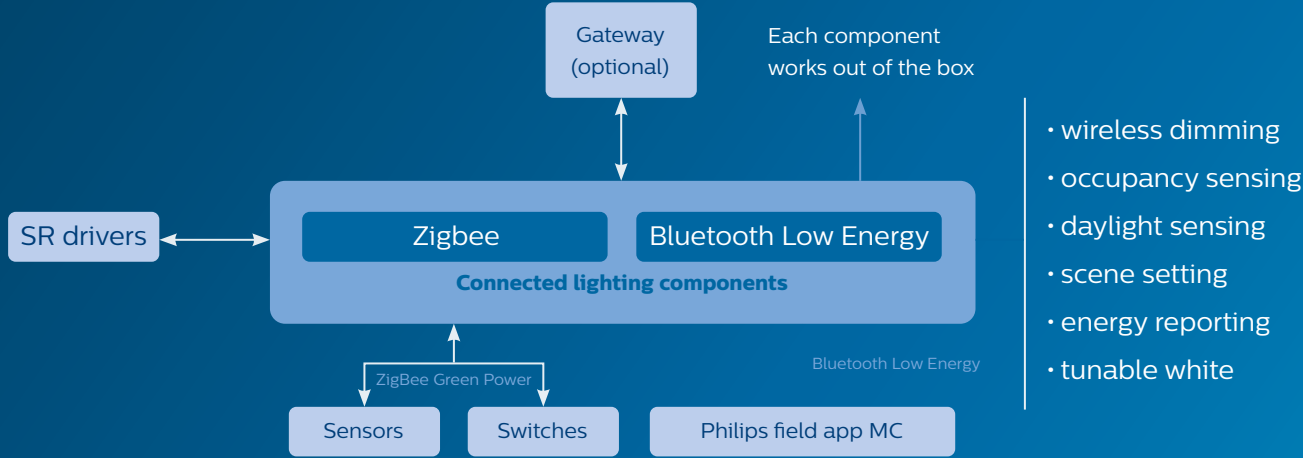 Gateway
(optional)
Each component
works out of the box
SR drivers
Zigbee
Bluetooth Low Energy
Connected lighting components
• wireless dimming
• occupancy sensing
• daylight sensing
• scene setting
• energy reporting
• tunable white
ZigBee Green Power
Bluetooth Low Energy
Sensors
Switches
Philips field app MC